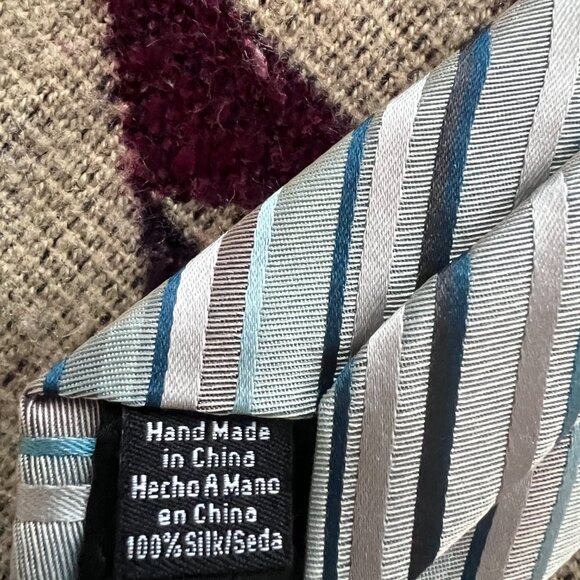 Hand Made
in China
Hecho A Mano
en China
100% Silk/Seda